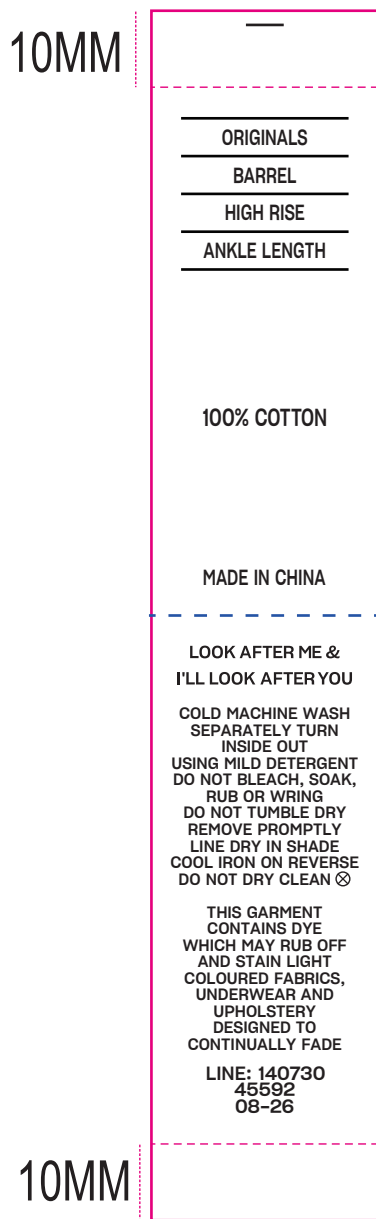 10MM
ORIGINALS
BARREL
HIGH RISE
ANKLE LENGTH
100% COTTON
MADE IN CHINA
LOOK AFTER ME &
I'LL LOOK AFTER YOU
COLD MACHINE WASH
SEPARATELY TURN
INSIDE OUT
USING MILD DETERGENT
DO NOT BLEACH, SOAK,
RUB OR WRING
DO NOT TUMBLE DRY
REMOVE PROMPTLY
LINE DRY IN SHADE
COOL IRON ON REVERSE
DO NOT DRY CLEAN
THIS GARMENT
CONTAINS DYE
WHICH MAY RUB OFF
AND STAIN LIGHT
COLOURED FABRICS,
UNDERWEAR AND
UPHOLSTERY
DESIGNED TO
CONTINUALLY FADE
LINE: 140730
45592
08-26
10MM